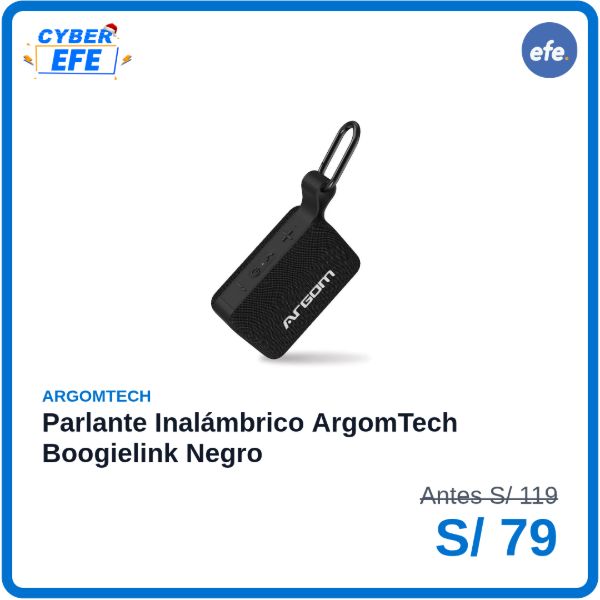 CYBER
EFE
efe.
ARGOM
ARGOMTECH
Parlante Inalámbrico ArgomTech
Boogielink Negro
Antes S/ 119
S/ 79